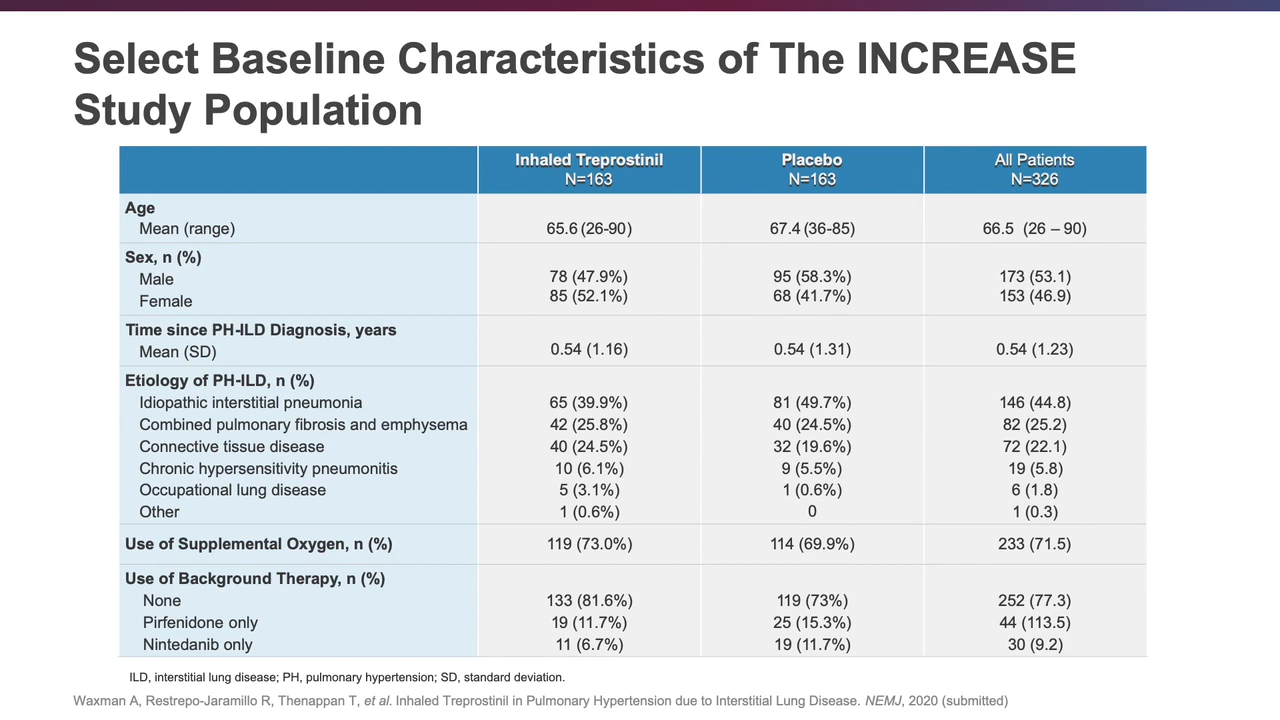 Select Baseline Characteristics of The INCREASE
Study Population
Inhaled Treprostinil Placebo All Patients
N=163 N=163 N=326
Age
Mean (range) 65.6 (26-90) 67.4 (36-85) 66.5 (26 – 90)
Sex, n (%)
Male 78 (47.9%) 95 (58.3%) 173 (53.1)
Female 85 (52.1%) 68 (41.7%) 153 (46.9)
Time since PH-ILD Diagnosis, years
Mean (SD) 0.54 (1.16) 0.54 (1.31) 0.54 (1.23)
Etiology of PH-ILD, n (%)
Idiopathic interstitial pneumonia 65 (39.9%) 81 (49.7%) 146 (44.8)
Combined pulmonary fibrosis and emphysema 42 (25.8%) 40 (24.5%) 82 (25.2)
Connective tissue disease 40 (24.5%) 32 (19.6%) 72 (22.1)
Chronic hypersensitivity pneumonitis 10 (6.1%) 9 (5.5%) 19 (5.8)
Occupational lung disease 5 (3.1%) 1 (0.6%) 6 (1.8)
Other 1 (0.6%) 0 1 (0.3)
Use of Supplemental Oxygen, n (%) 119 (73.0%) 114 (69.9%) 233 (71.5)
Use of Background Therapy, n (%)
None 133 (81.6%) 119 (73%) 252 (77.3)
Pirfenidone only 19 (11.7%) 25 (15.3%) 44 (113.5)
Nintedanib only 11 (6.7%) 19 (11.7%) 30 (9.2)
ILD, interstitial lung disease; PH, pulmonary hypertension; SD, standard deviation.
Waxman A, Restrepo-Jaramillo R, Thenappan T, et al. Inhaled Treprostinil in Pulmonary Hypertension due to Interstitial Lung Disease. NEMJ, 2020 (submitted)